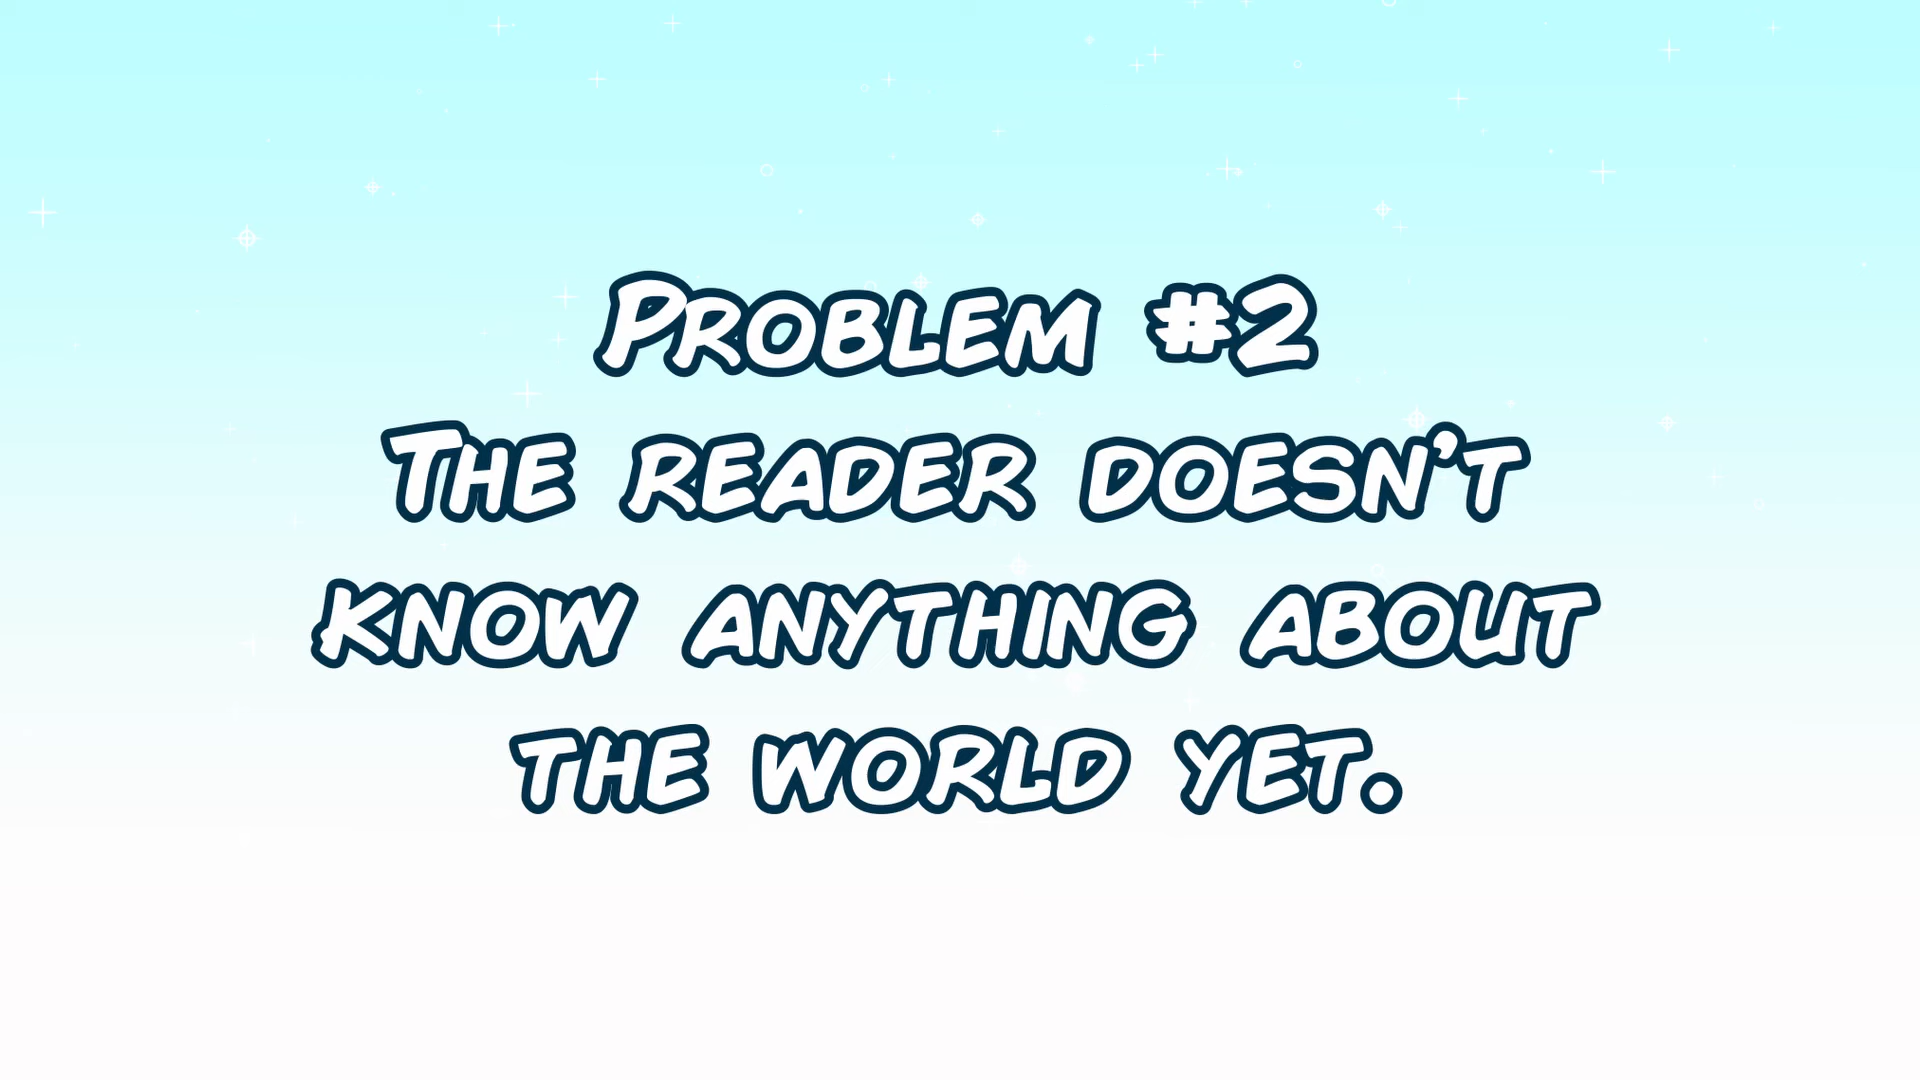 Problem #2
The reader doesn't
know anything about
the world yet.